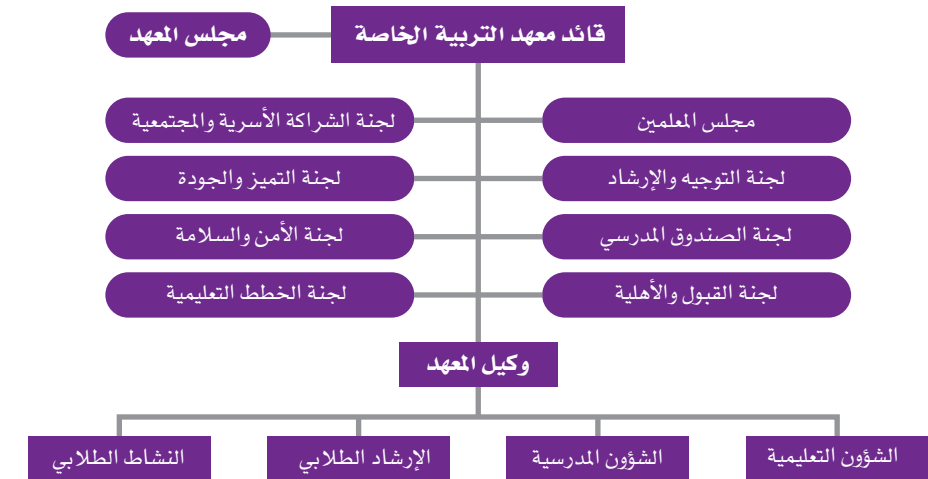 قائد معهد التربية الخاصة
مجلس المعهد
مجلس المعلمين
لجنة الشراكة الأسرية والمجتمعية
لجنة التوجيه والإرشاد
لجنة التميز والجودة
لجنة الصندوق المدرسي
لجنة الأمن والسلامة
لجنة القبول والأهلية
لجنة الخطط التعليمية
وكيل المعهد
الشؤون التعليمية
الشؤون المدرسية
الإرشاد الطلابي
النشاط الطلابي